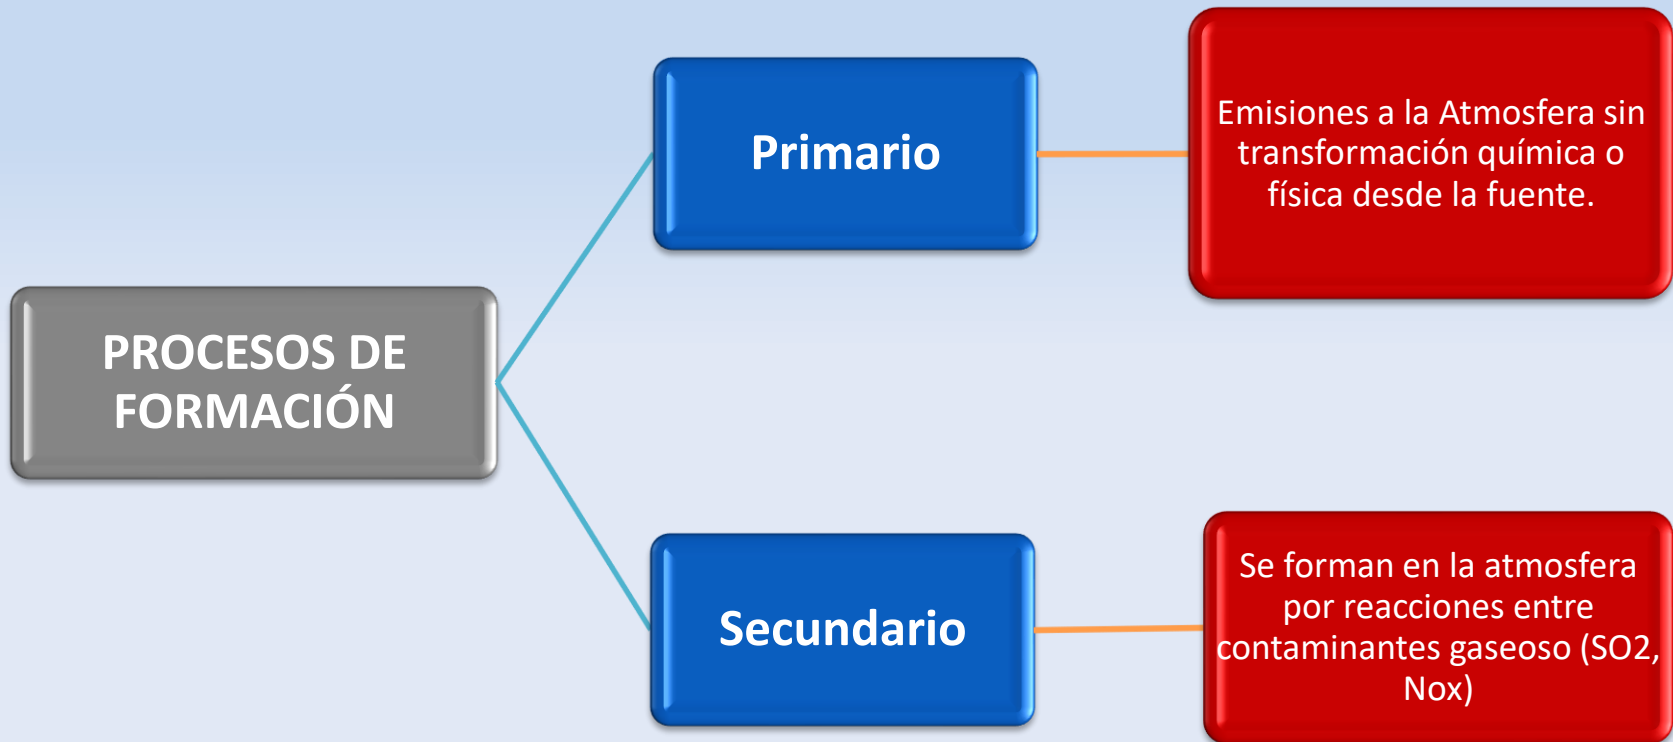 PROCESOS DE
FORMACIÓN
Primario
Emisiones a la Atmosfera sin
transformación química o
física desde la fuente.
Secundario
Se forman en la atmosfera
por reacciones entre
contaminantes gaseoso (SO2,
Nox)